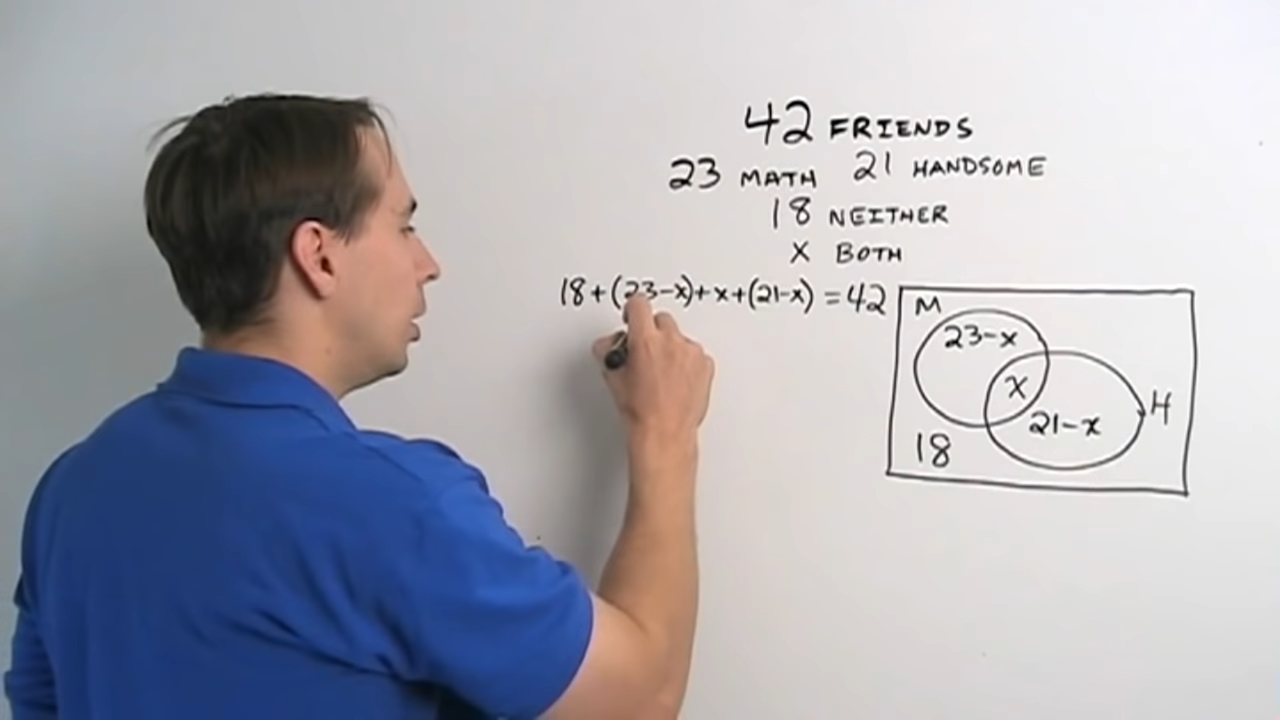 42 FRIENDS
23 MATH 21 HANDSOME
18 NEITHER
x BOTH
18+(23-x)+x+(21-x) =42
M
23-x
x
H
21-x
18